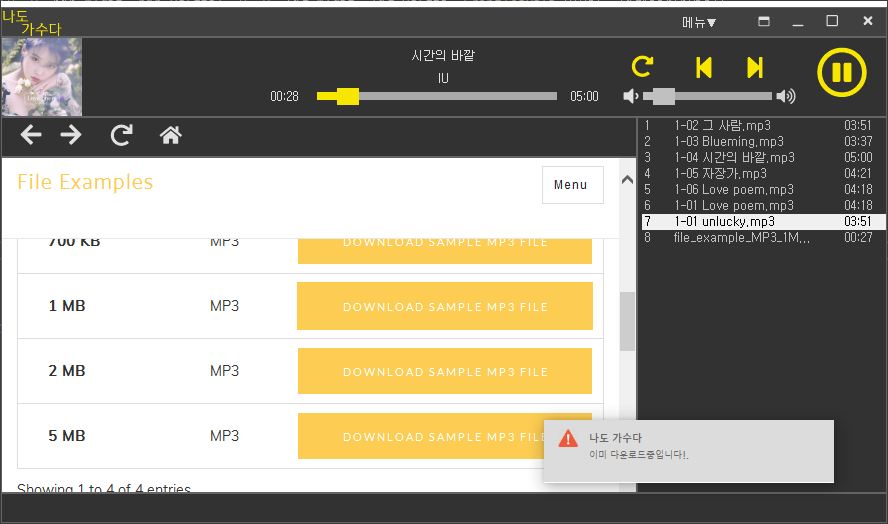 나도
가수다
메뉴▼
시간의 바깥
IU
00:28
05:00
File Examples
Menu
700 KB MP3 DOWNLOAD SAMPLE MP3 FILE
1 MB MP3 DOWNLOAD SAMPLE MP3 FILE
2 MB MP3 DOWNLOAD SAMPLE MP3 FILE
5 MB MP3 DOWNLOAD SAMPLE MP3 FILE
Showing 1 to 4 of 4 entries
1 1-02 그 사람.mp3 03:51
2 1-03 Blueming.mp3 03:37
3 1-04 시간의 바깥.mp3 05:00
4 1-05 자장가.mp3 04:21
5 1-06 Love poem.mp3 04:18
6 1-01 Love poem.mp3 04:18
7 1-01 unlucky.mp3 03:51
8 file_example_MP3_1M... 00:27
나도 가수다
이미 다운로드중입니다!.